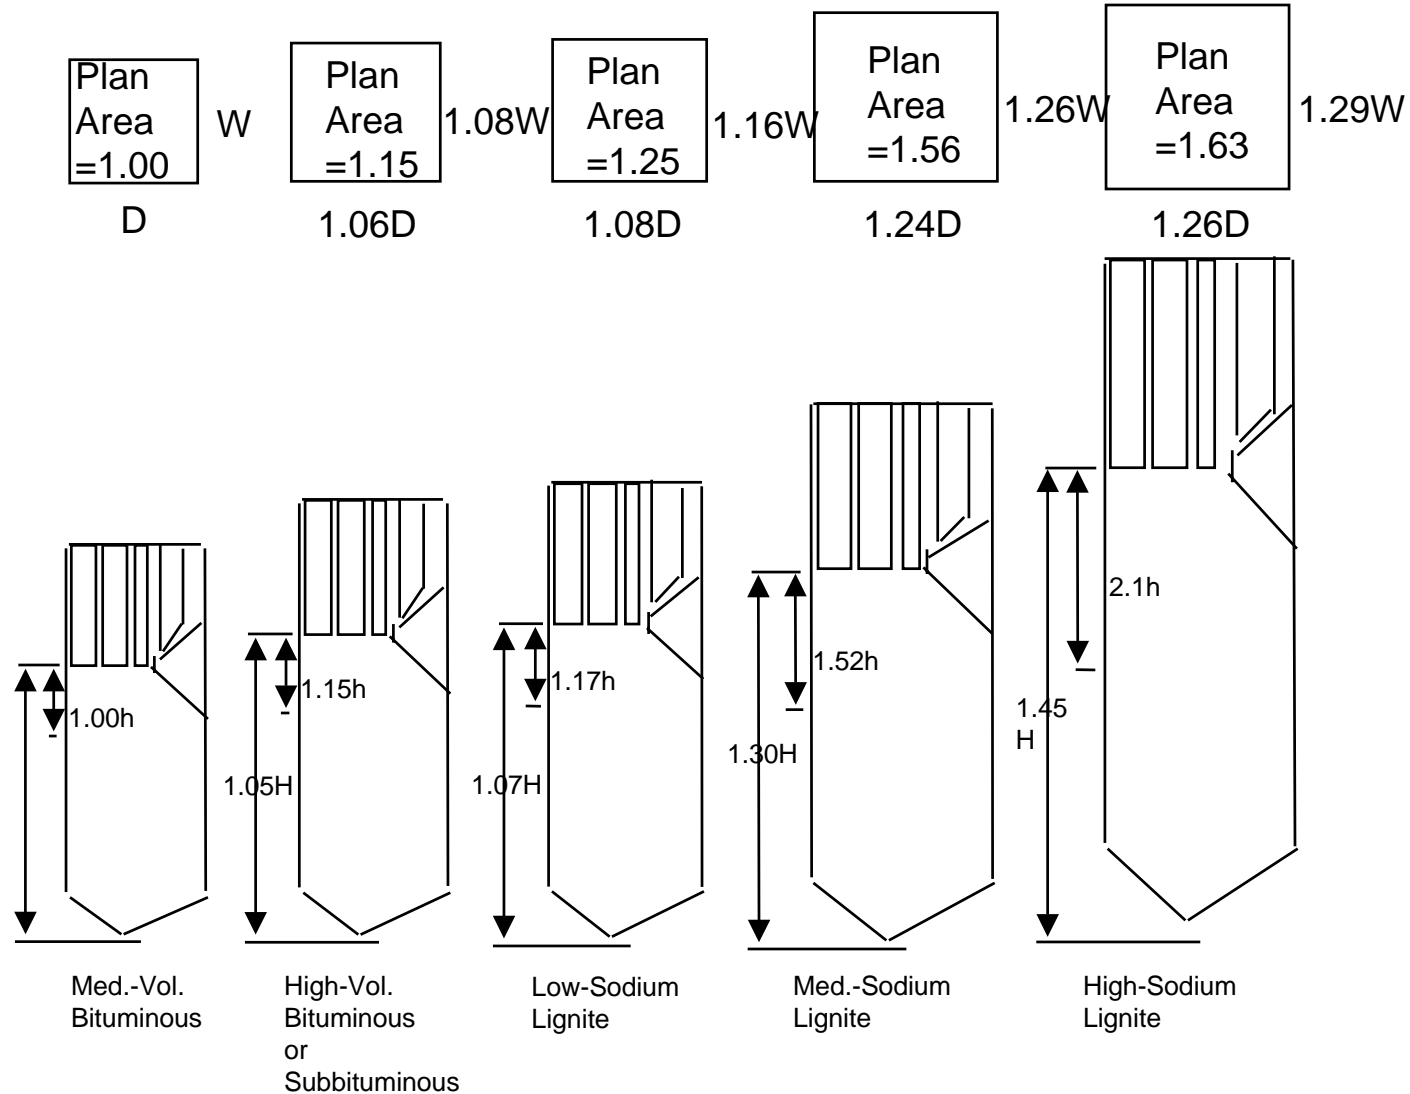 Plan
Area
=1.00
W
D
Plan
Area
=1.15
1.08W
1.06D
Plan
Area
=1.25
1.16W
1.08D
Plan
Area
=1.56
1.26W
1.24D
Plan
Area
=1.63
1.29W
1.26D
1.00h
1.15h
1.05H
1.17h
1.07H
1.52h
1.30H
2.1h
1.45
H
Med.-Vol.
Bituminous
High-Vol.
Bituminous
or
Subbituminous
Low-Sodium
Lignite
Med.-Sodium
Lignite
High-Sodium
Lignite